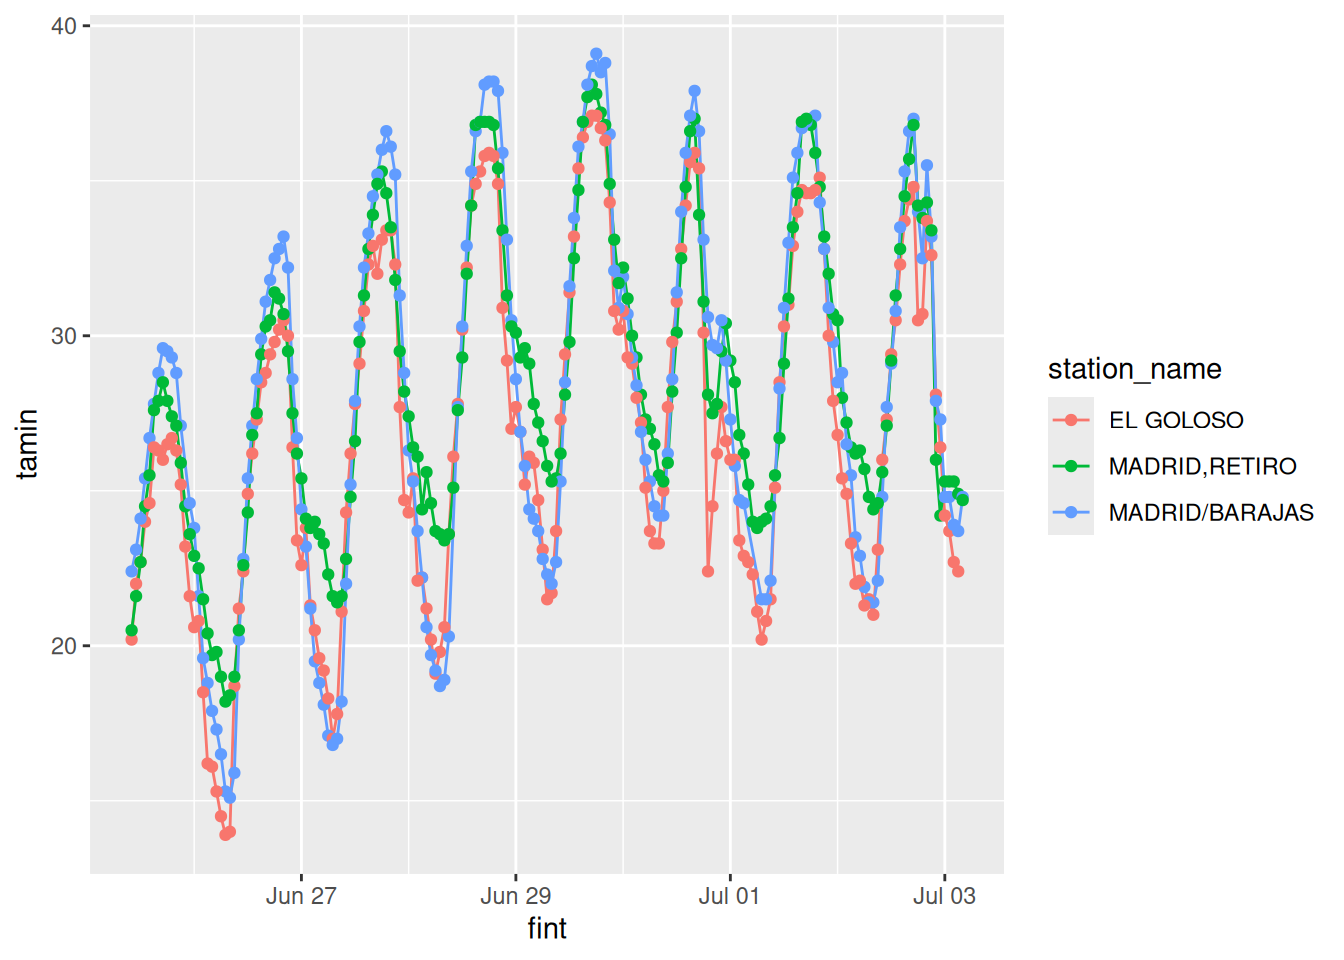 40
30
20
tamin
Jun 27
Jun 29
Jul 01
Jul 03
fint
station_name
EL GOLOSO
MADRID,RETIRO
MADRID/BARAJAS